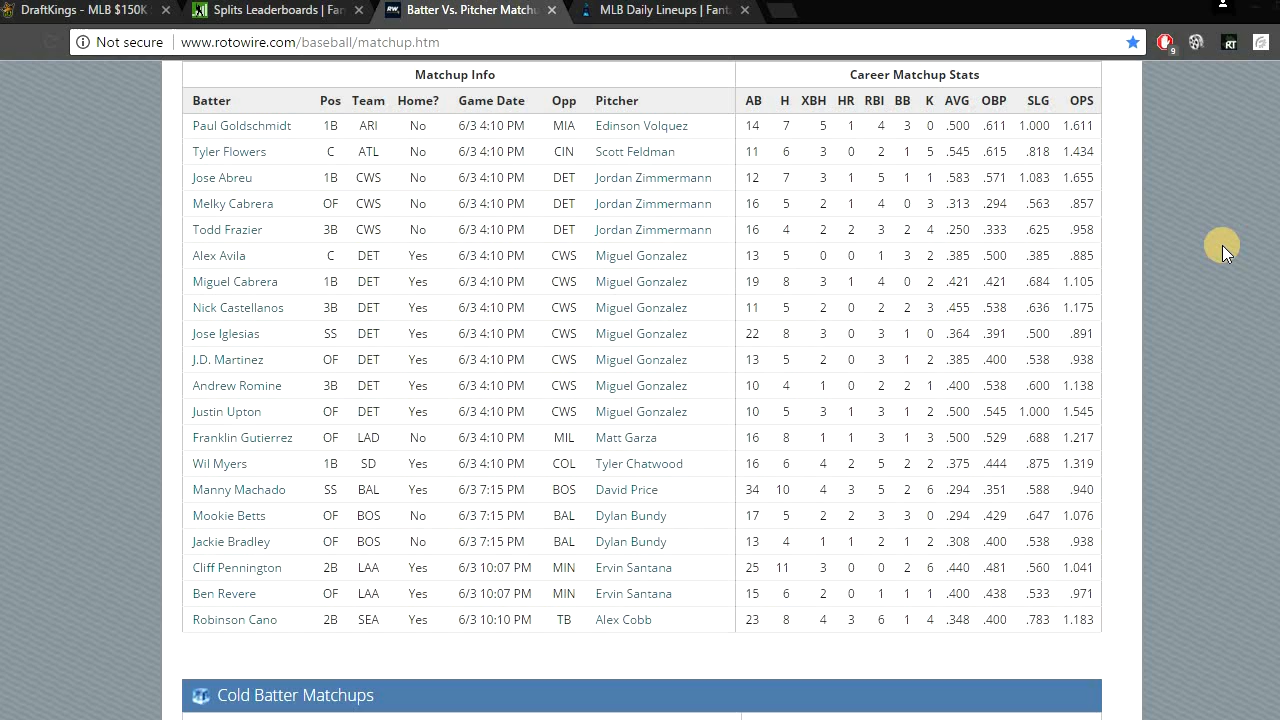 DraftKings - MLB $150K Splits Leaderboards | Fan Batter Vs. Pitcher Matchu MLB Daily Lineups | Fanta
Not secure www.rotowire.com/baseball/matchup.htm 9 RT
Matchup Info Career Matchup Stats
Batter Pos Team Home? Game Date Opp Pitcher AB H XBH HR RBI BB K AVG OBP SLG OPS
Paul Goldschmidt 1B ARI No 6/3 4:10 PM MIA Edinson Volquez 14 7 5 1 4 3 0 .500 .611 1.000 1.611
Tyler Flowers C ATL No 6/3 4:10 PM CIN Scott Feldman 11 6 3 0 2 1 5 .545 .615 .818 1.434
Jose Abreu 1B CWS No 6/3 4:10 PM DET Jordan Zimmermann 12 7 3 1 5 1 1 .583 .571 1.083 1.655
Melky Cabrera OF CWS No 6/3 4:10 PM DET Jordan Zimmermann 16 5 2 1 4 0 3 .313 .294 .563 .857
Todd Frazier 3B CWS No 6/3 4:10 PM DET Jordan Zimmermann 16 4 2 2 3 2 4 .250 .333 .625 .958
Alex Avila C DET Yes 6/3 4:10 PM CWS Miguel Gonzalez 13 5 0 0 1 3 2 .385 .500 .385 .885
Miguel Cabrera 1B DET Yes 6/3 4:10 PM CWS Miguel Gonzalez 19 8 3 1 4 0 2 .421 .421 .684 1.105
Nick Castellanos 3B DET Yes 6/3 4:10 PM CWS Miguel Gonzalez 11 5 2 0 2 2 3 .455 .538 .636 1.175
Jose Iglesias SS DET Yes 6/3 4:10 PM CWS Miguel Gonzalez 22 8 3 0 3 1 0 .364 .391 .500 .891
J.D. Martinez OF DET Yes 6/3 4:10 PM CWS Miguel Gonzalez 13 5 2 0 3 1 2 .385 .400 .538 .938
Andrew Romine 3B DET Yes 6/3 4:10 PM CWS Miguel Gonzalez 10 4 1 0 2 2 1 .400 .538 .600 1.138
Justin Upton OF DET Yes 6/3 4:10 PM CWS Miguel Gonzalez 10 5 3 1 3 1 2 .500 .545 1.000 1.545
Franklin Gutierrez OF LAD No 6/3 4:10 PM MIL Matt Garza 16 8 1 1 3 1 3 .500 .529 .688 1.217
Wil Myers 1B SD Yes 6/3 4:10 PM COL Tyler Chatwood 16 6 4 2 5 2 2 .375 .444 .875 1.319
Manny Machado SS BAL Yes 6/3 7:15 PM BOS David Price 34 10 4 3 5 2 6 .294 .351 .588 .940
Mookie Betts OF BOS No 6/3 7:15 PM BAL Dylan Bundy 17 5 2 2 3 3 0 .294 .429 .647 1.076
Jackie Bradley OF BOS No 6/3 7:15 PM BAL Dylan Bundy 13 4 1 1 2 1 2 .308 .400 .538 .938
Cliff Pennington 2B LAA Yes 6/3 10:07 PM MIN Ervin Santana 25 11 3 0 0 2 6 .440 .481 .560 1.041
Ben Revere OF LAA Yes 6/3 10:07 PM MIN Ervin Santana 15 6 2 0 1 1 1 .400 .438 .533 .971
Robinson Cano 2B SEA Yes 6/3 10:10 PM TB Alex Cobb 23 8 4 3 6 1 4 .348 .400 .783 1.183
Cold Batter Matchups